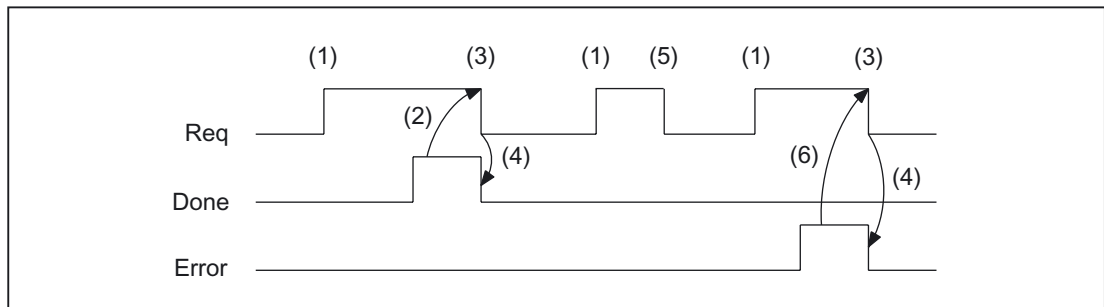 (1) (3) (1) (5) (1) (3)
(2)
Req
(4) (6) (4)
Done
Error